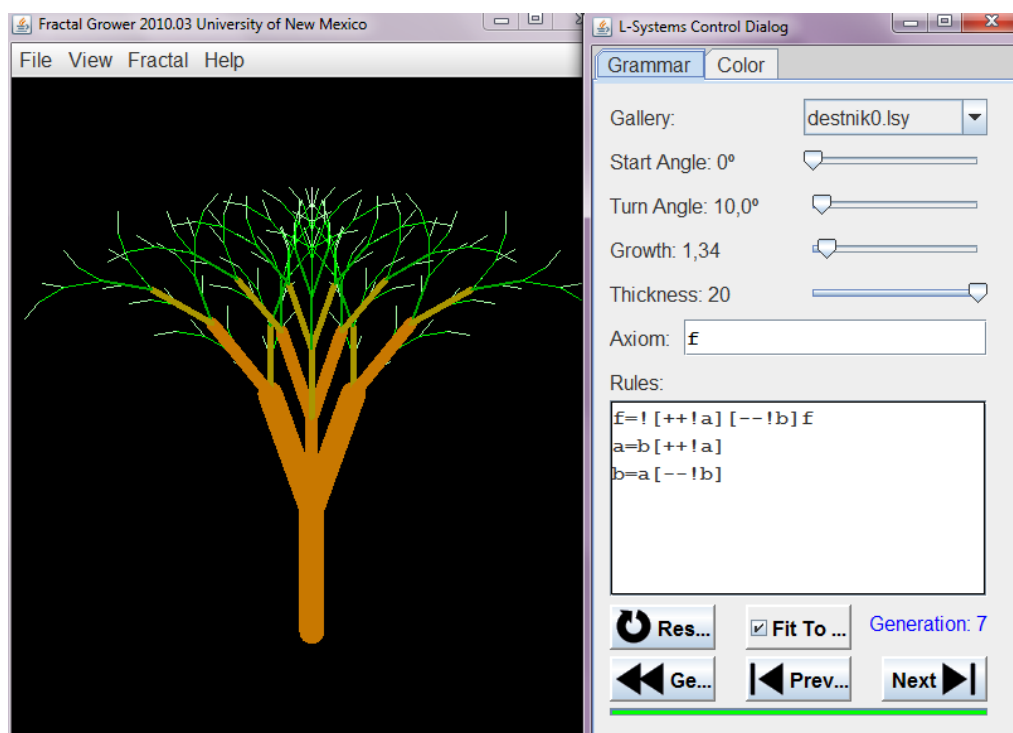 Fractal Grower 2010.03 University of New Mexico
File View Fractal Help
L-Systems Control Dialog
Grammar Color
Gallery: destnik0.lsy
Start Angle: 0º
Turn Angle: 10,0º
Growth: 1,34
Thickness: 20
Axiom: f
Rules:
f=![++!a][--!b]f
a=b[++!a]
b=a[--!b]
Res... Fit To ... Generation: 7
Ge... Prev... Next